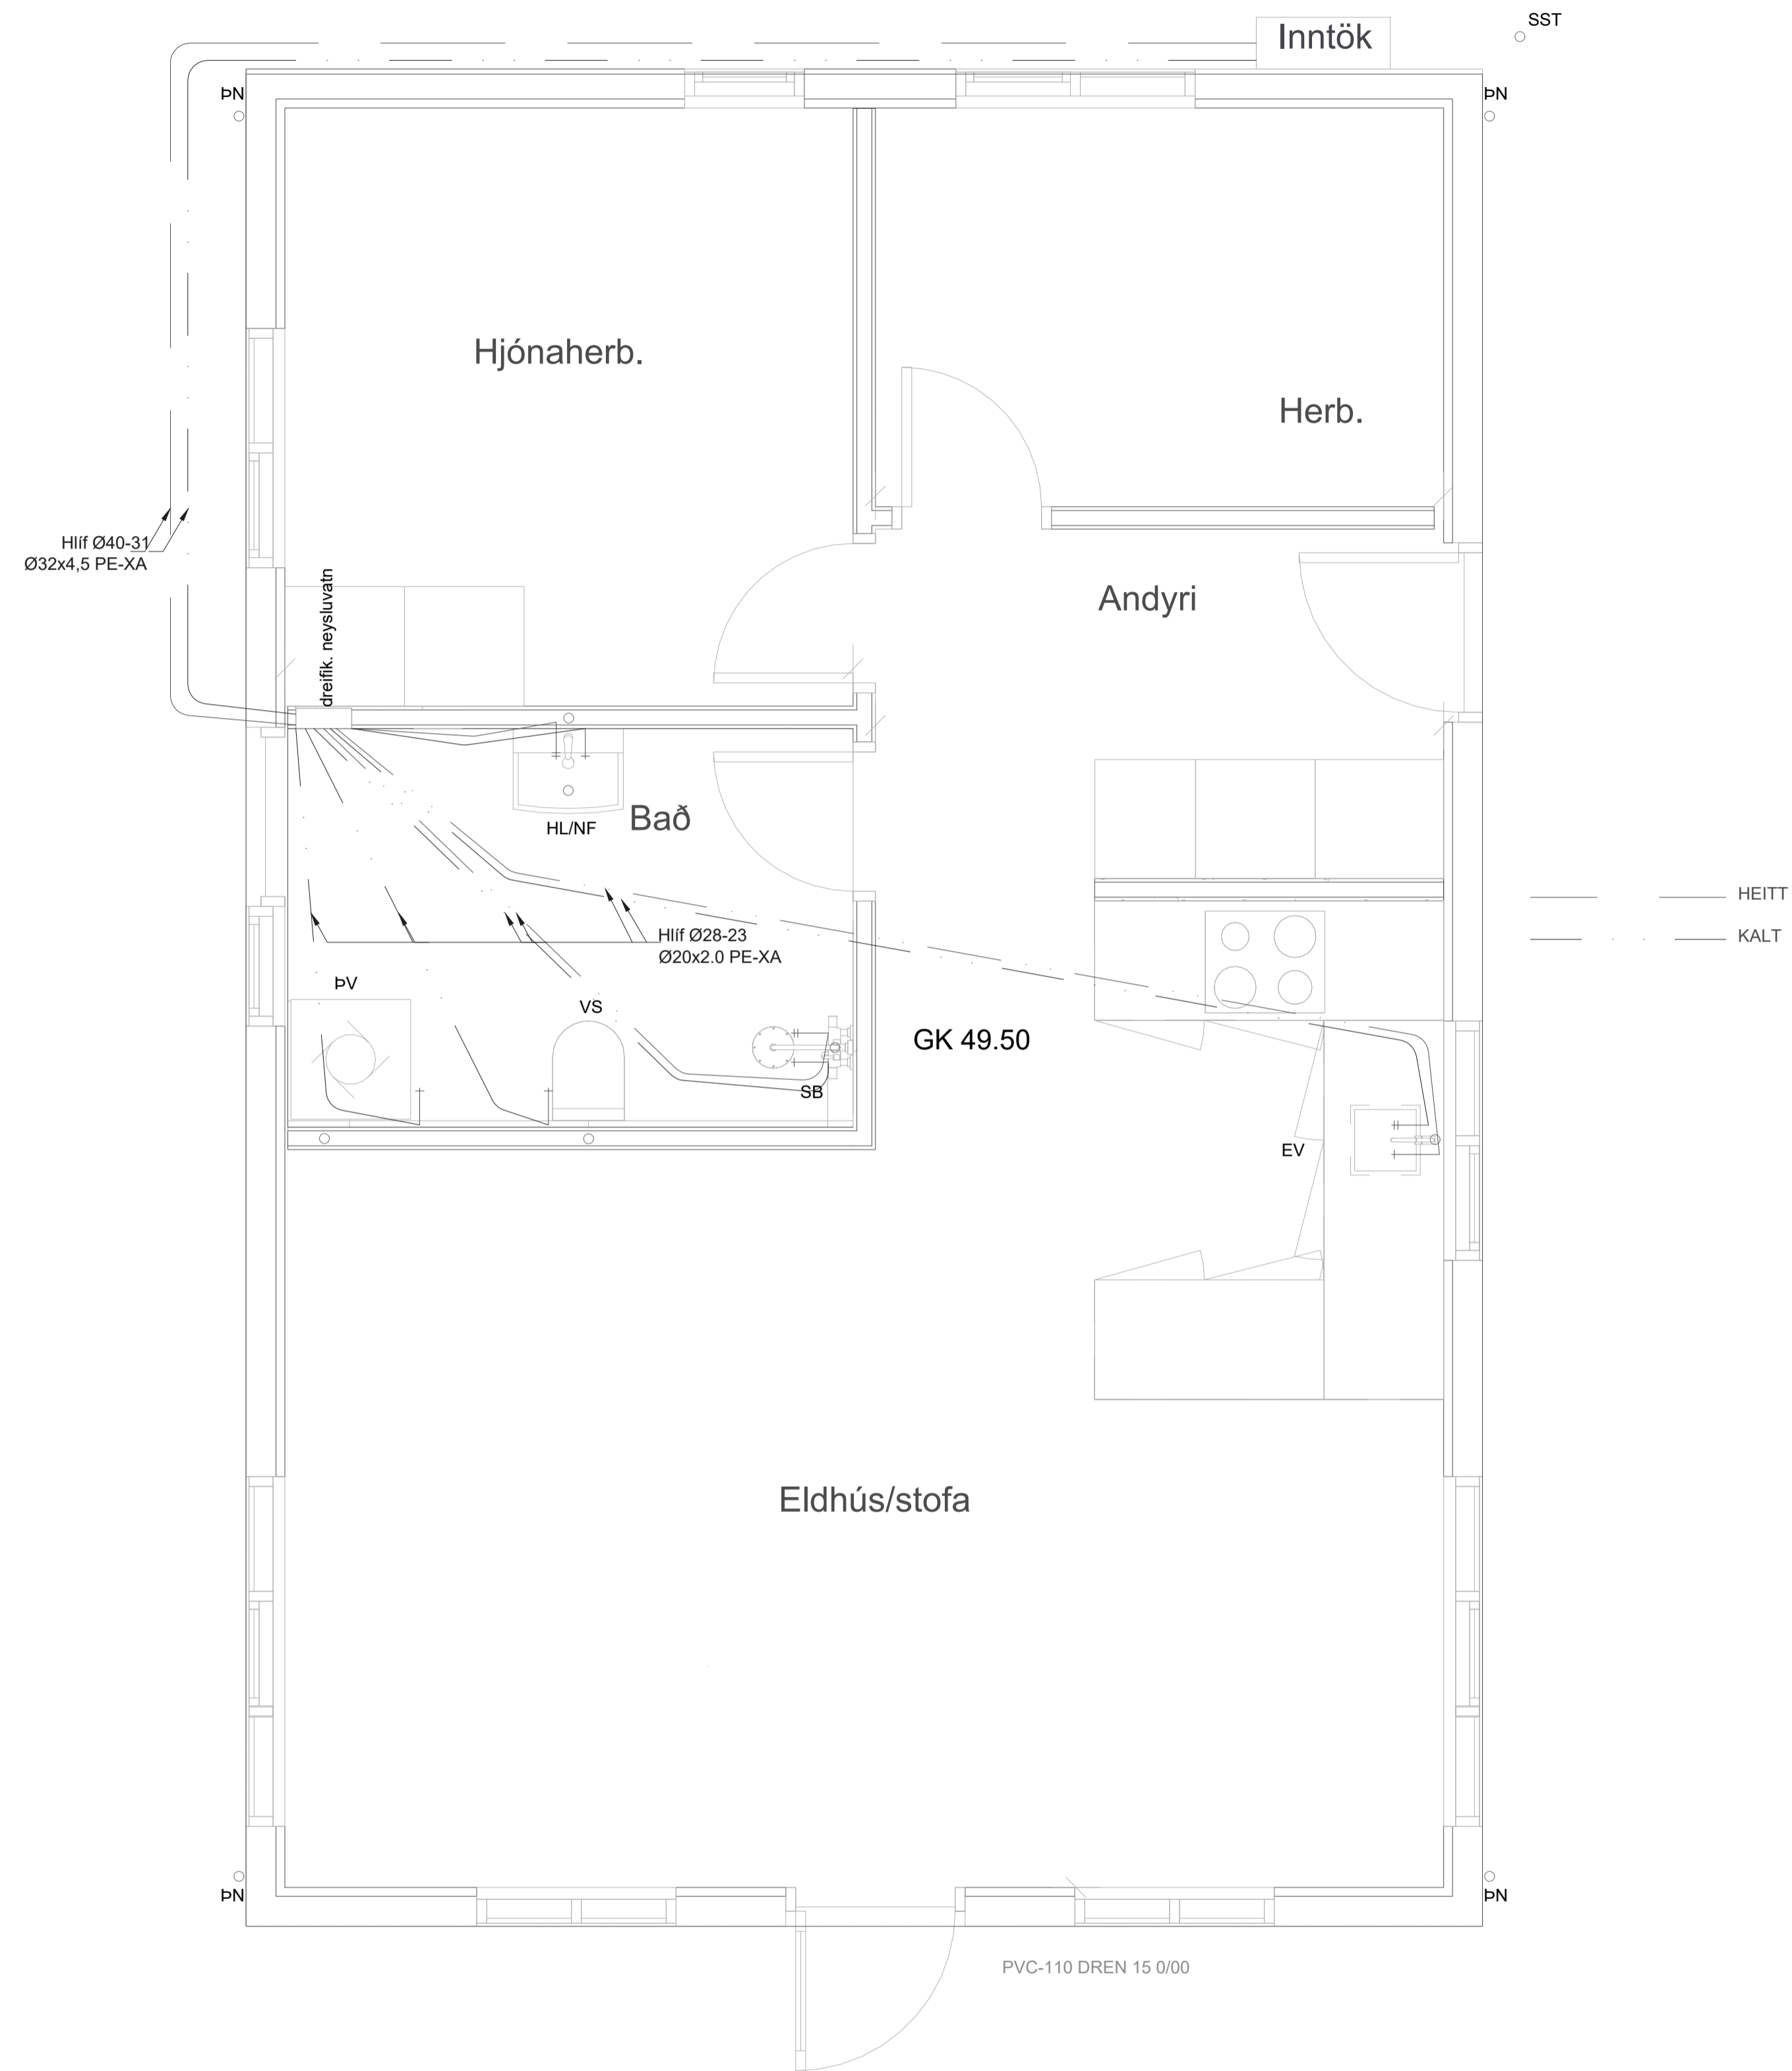 SST
Inntök
ÞN
ÞN
Hjónaherb.
Herb.
Hlíf Ø40-31
Ø32x4,5 PE-XA
dreifik. neysluvatn
Andyri
Bað
HL/NF
HEITT
KALT
Hlíf Ø28-23
Ø20x2.0 PE-XA
ÞV
VS
GK 49.50
SB
EV
Eldhús/stofa
ÞN
ÞN
PVC-110 DREN 15 0/00